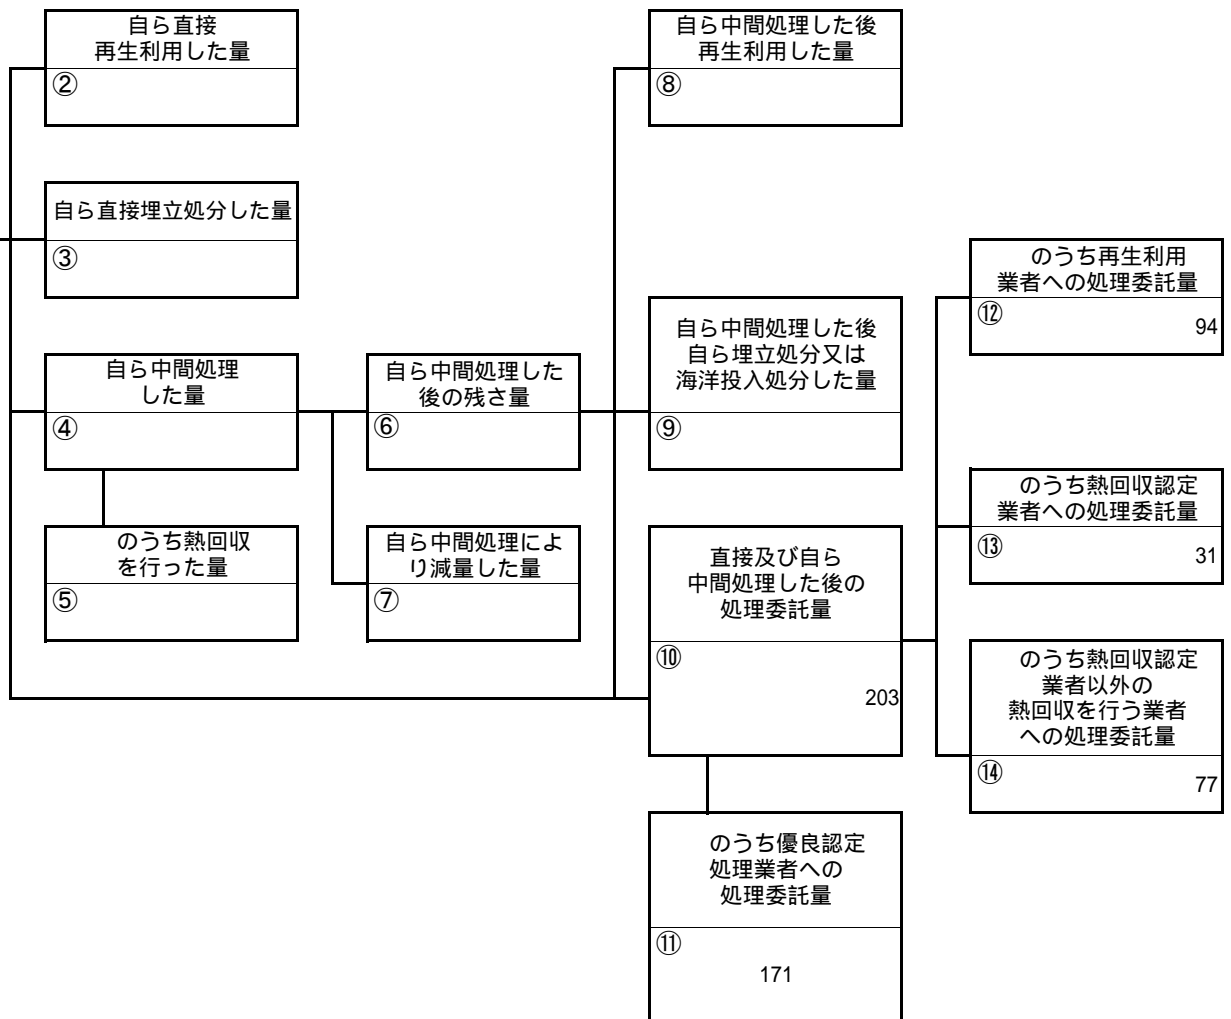 自ら直接
再生利用した量
②
自ら直接埋立処分した量
③
自ら中間処理
した量
④
のうち熱回収
を行った量
⑤
自ら中間処理した
後の残さ量
⑥
自ら中間処理によ
り減量した量
⑦
自ら中間処理した後
再生利用した量
⑧
自ら中間処理した後
自ら埋立処分又は
海洋投入処分した量
⑨
直接及び自ら
中間処理した後の
処理委託量
⑩
203
のうち優良認定
処理業者への
処理委託量
⑪
171
のうち再生利用
業者への処理委託量
⑫
94
のうち熱回収認定
業者への処理委託量
⑬
31
のうち熱回収認定
業者以外の
熱回収を行う業者
への処理委託量
⑭
77